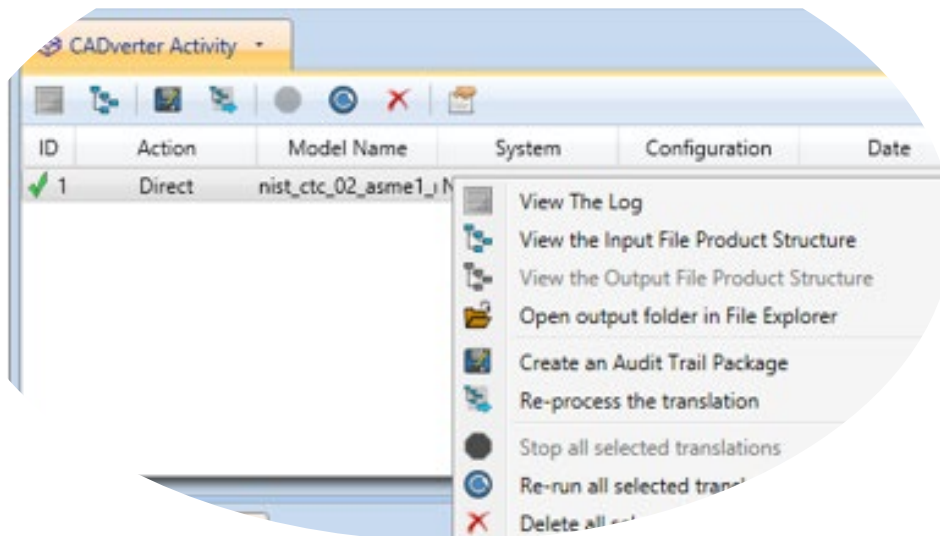 CADverter Activity
ID Action Model Name System Configuration Date
1 Direct nist_ctc_02_asme1_
View The Log
View the Input File Product Structure
View the Output File Product Structure
Open output folder in File Explorer
Create an Audit Trail Package
Re-process the translation
Stop all selected translations
Re-run all selected
Delete all